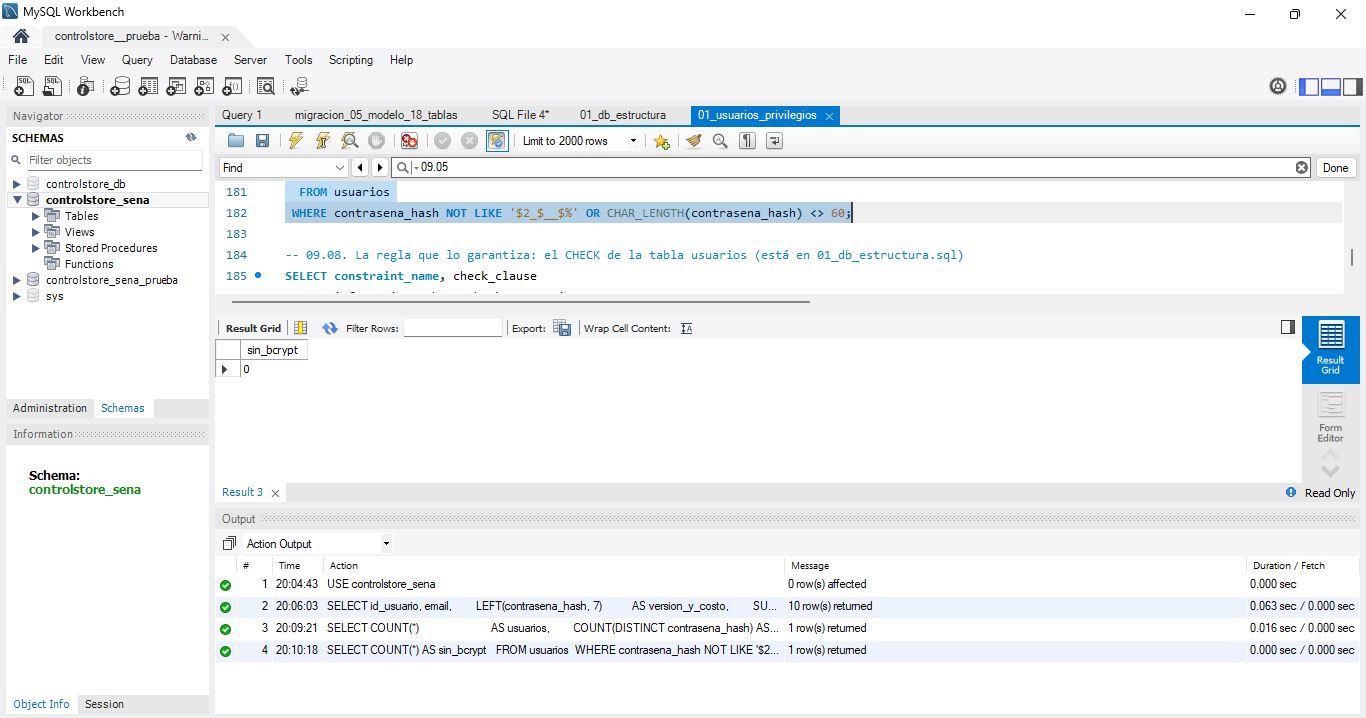 MySQL Workbench
controlstore__prueba - Warni...
File Edit View Query Database Server Tools Scripting Help
Navigator
SCHEMAS
Filter objects
controlstore_db
controlstore_sena
Tables
Views
Stored Procedures
Functions
controlstore_sena_prueba
sys
Administration Schemas
Information
Schema:
controlstore_sena
Object Info Session
Query 1 migracion_05_modelo_18_tablas SQL File 4* 01_db_estructura 01_usuarios_privilegios
Limit to 2000 rows
Find 09.05 Done
181 FROM usuarios
182 WHERE contrasena_hash NOT LIKE '$2_$__$%' OR CHAR_LENGTH(contrasena_hash) <> 60;
183
184 -- 09.08. La regla que lo garantiza: el CHECK de la tabla usuarios (está en 01_db_estructura.sql)
185 SELECT constraint_name, check_clause
Result Grid Filter Rows: Export: Wrap Cell Content:
sin_bcrypt
0
Result Grid
Form Editor
Result 3 Read Only
Output
Action Output
# Time Action Message Duration / Fetch
1 20:04:43 USE controlstore_sena 0 row(s) affected 0.000 sec
2 20:06:03 SELECT id_usuario, email, LEFT(contrasena_hash, 7) AS version_y_costo, SU... 10 row(s) returned 0.063 sec / 0.000 sec
3 20:09:21 SELECT COUNT(*) AS usuarios, COUNT(DISTINCT contrasena_hash) AS... 1 row(s) returned 0.016 sec / 0.000 sec
4 20:10:18 SELECT COUNT(*) AS sin_bcrypt FROM usuarios WHERE contrasena_hash NOT LIKE '$2... 1 row(s) returned 0.000 sec / 0.000 sec